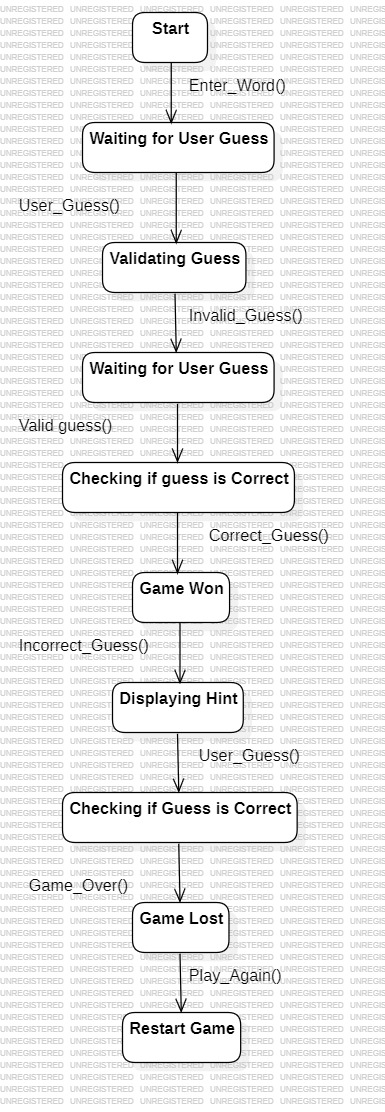 Start
Enter_Word()
Waiting for User Guess
User_Guess()
Validating Guess
Invalid_Guess()
Waiting for User Guess
Valid guess()
Checking if guess is Correct
Correct_Guess()
Game Won
Incorrect_Guess()
Displaying Hint
User_Guess()
Checking if Guess is Correct
Game_Over()
Game Lost
Play_Again()
Restart Game
UNREGISTERED